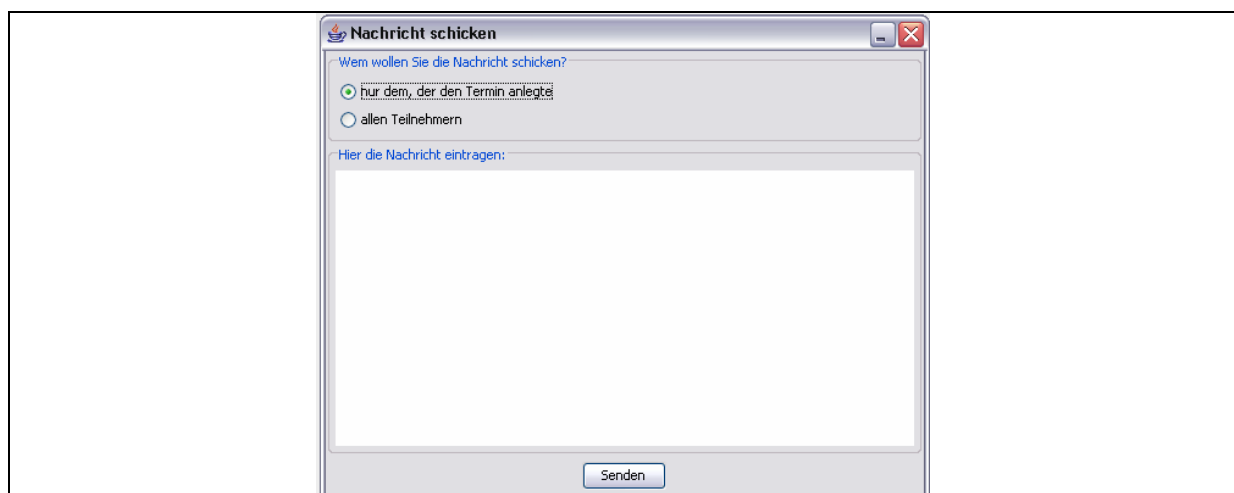 Nachricht schicken
Wem wollen Sie die Nachricht schicken?
nur dem, der den Termin anlegte
allen Teilnehmern
Hier die Nachricht eintragen:
Senden